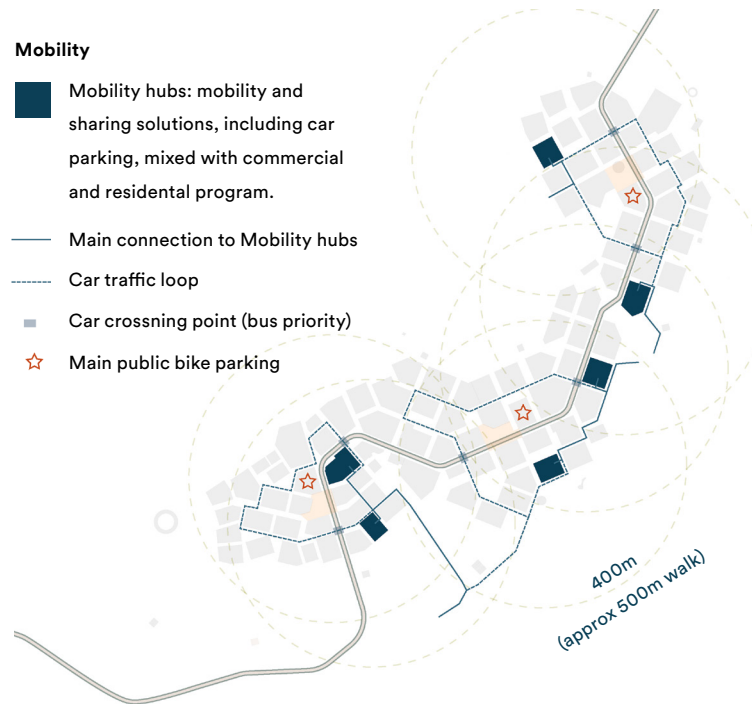 Mobility
Mobility hubs: mobility and
sharing solutions, including car
parking, mixed with commercial
and residental program.
Main connection to Mobility hubs
Car traffic loop
Car crossning point (bus priority)
Main public bike parking
400m
(approx 500m walk)